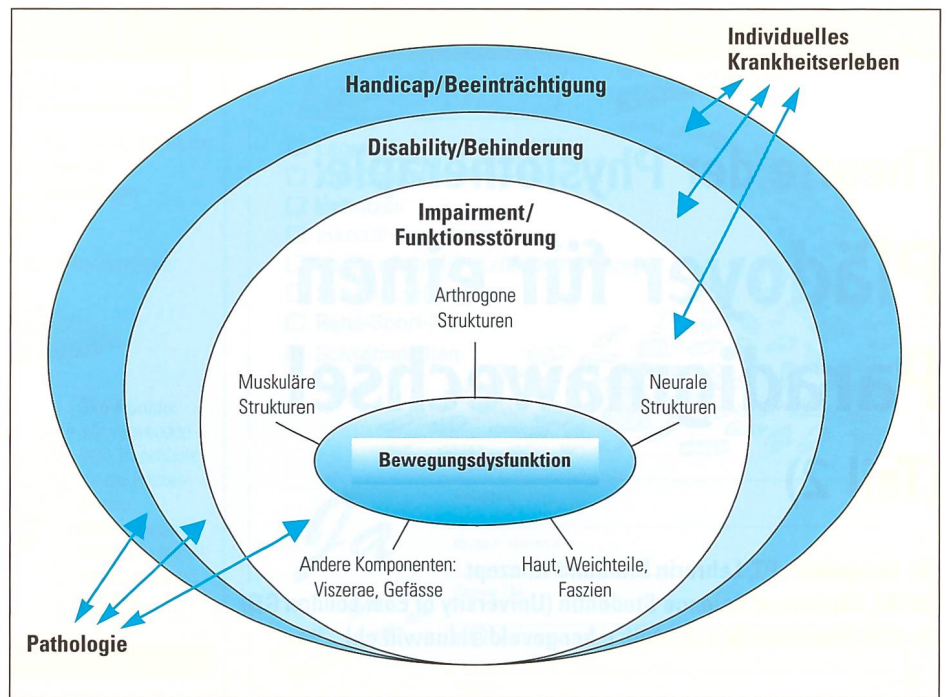 Individuelles
Krankheitserleben
Handicap/Beeinträchtigung
Disability/Behinderung
Impairment/
Funktionsstörung
Arthrogone
Strukturen
Muskuläre
Strukturen
Neurale
Strukturen
Bewegungsdysfunktion
Andere Komponenten:
Viszerae, Gefässe
Haut, Weichteile,
Faszien
Pathologie